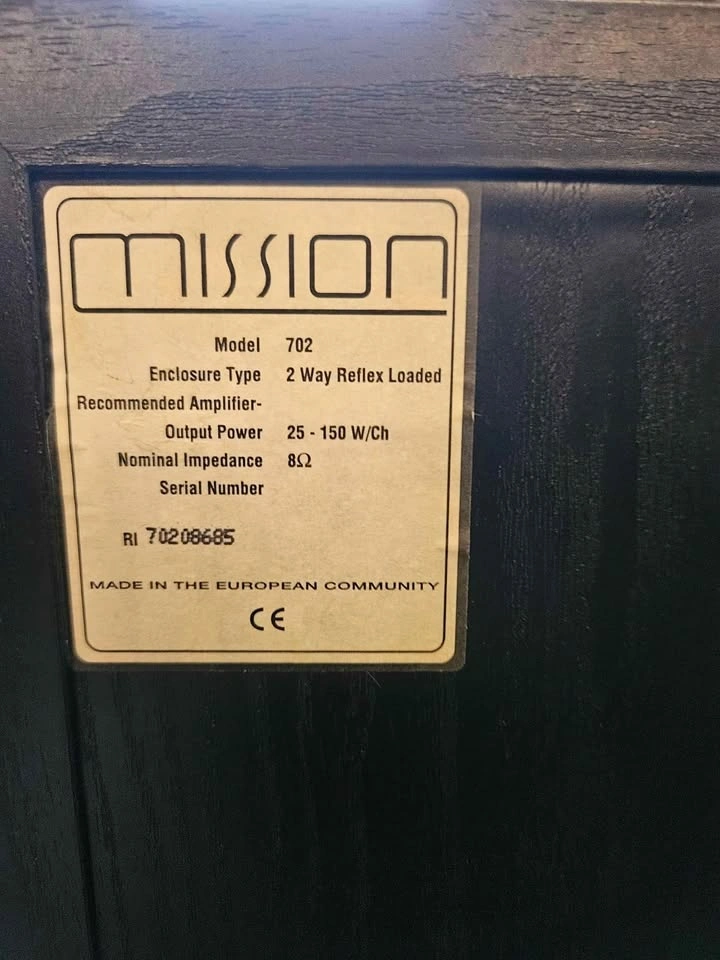 mission
Model 702
Enclosure Type 2 Way Reflex Loaded
Recommended Amplifier-
Output Power 25 - 150 W/Ch
Nominal Impedance 8Ω
Serial Number
RI 70208685
MADE IN THE EUROPEAN COMMUNITY
CE